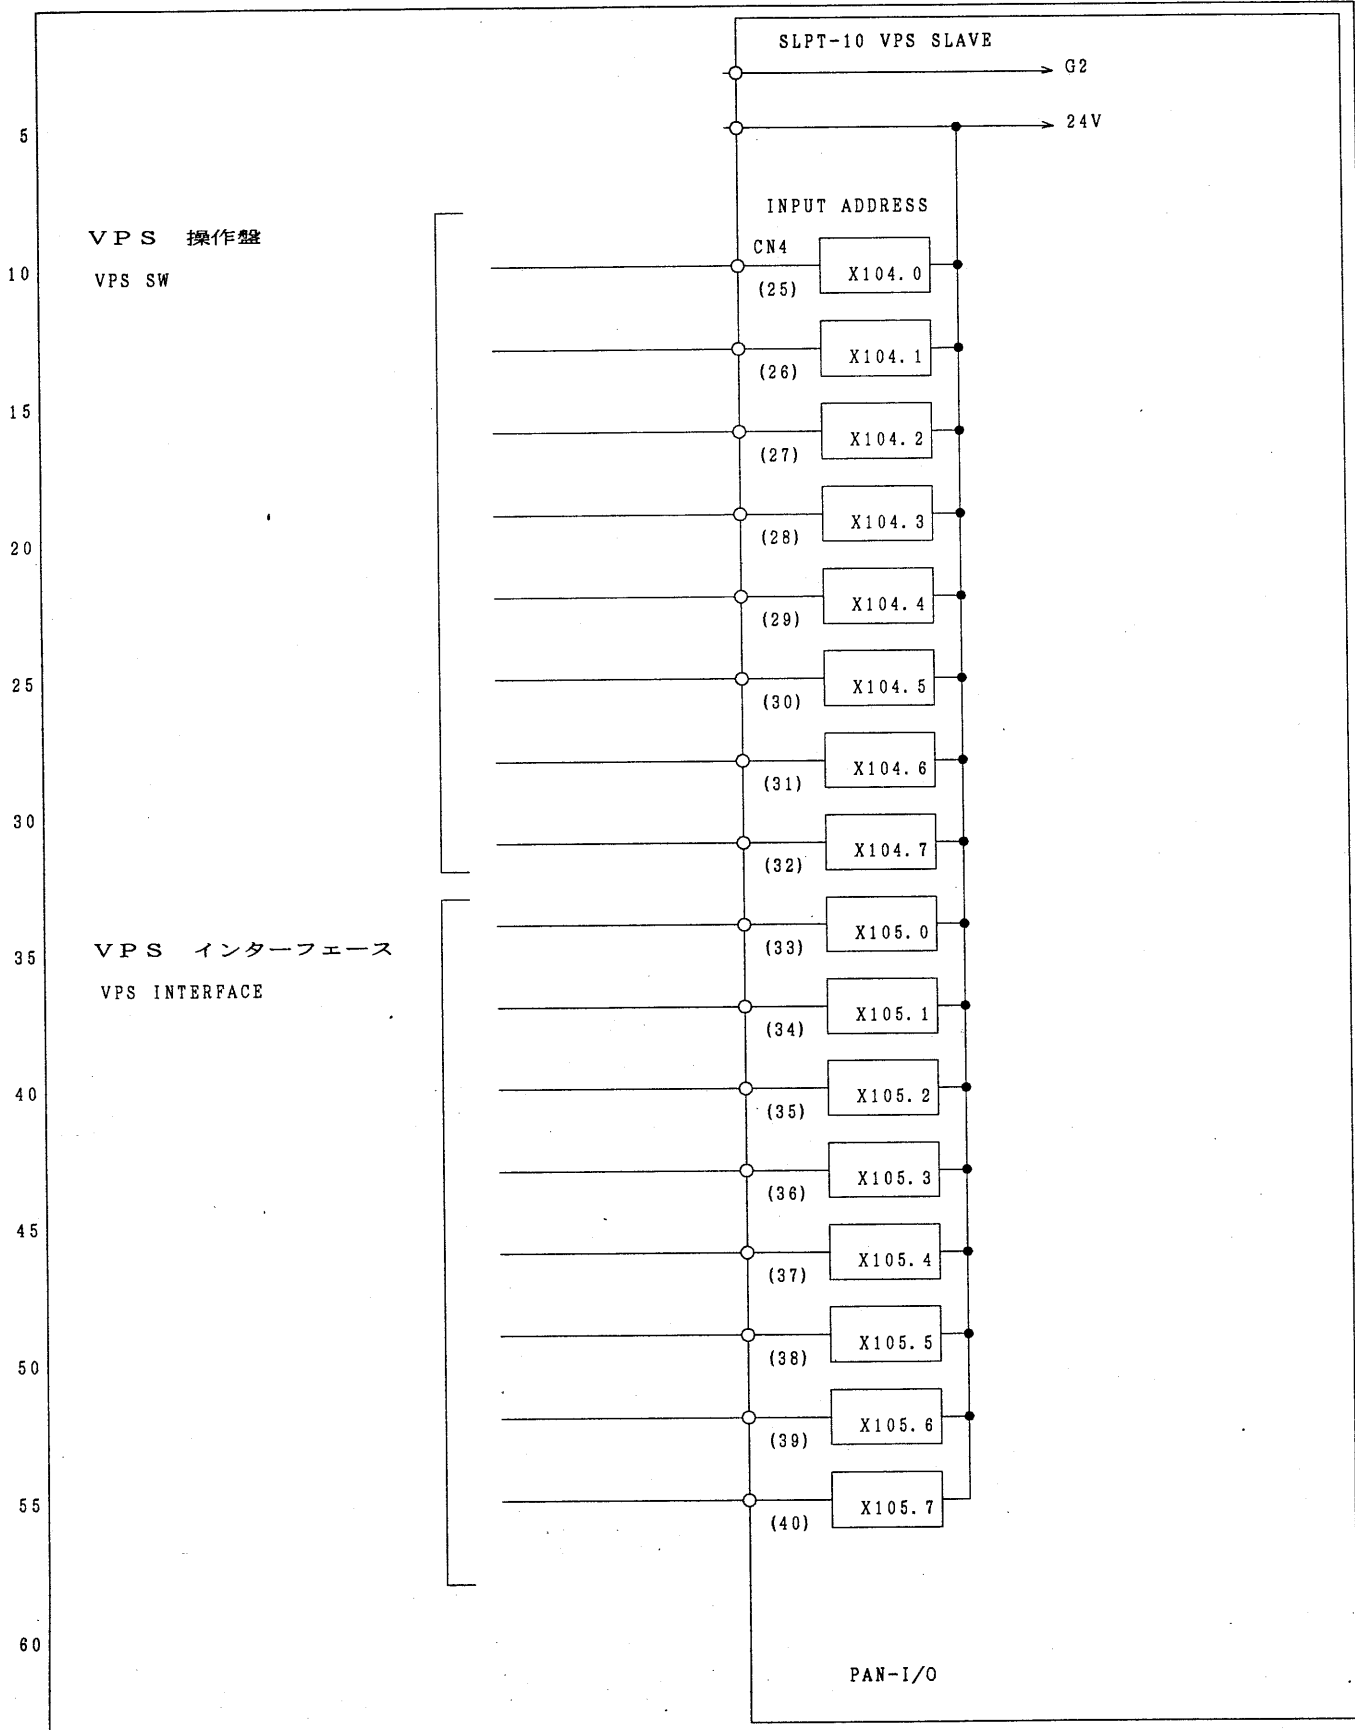 SLPT-10 VPS SLAVE
G2
5
24V
INPUT ADDRESS
VPS 操作盤
CN4
10
VPS SW
X104.0
(25)
X104.1
(26)
15
X104.2
(27)
X104.3
(28)
20
X104.4
(29)
25
X104.5
(30)
X104.6
(31)
30
X104.7
(32)
X105.0
(33)
VPS インターフェース
35
VPS INTERFACE
X105.1
(34)
40
X105.2
(35)
X105.3
(36)
45
X105.4
(37)
X105.5
(38)
50
X105.6
(39)
55
X105.7
(40)
60
PAN-I/O